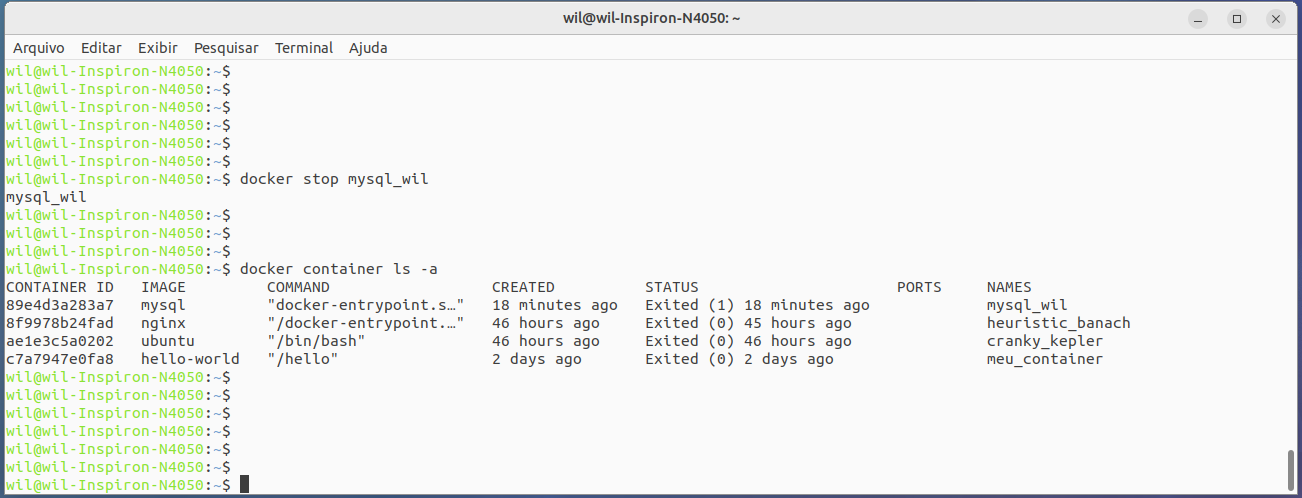 wil@wil-Inspiron-N4050: ~
Arquivo Editar Exibir Pesquisar Terminal Ajuda
wil@wil-Inspiron-N4050:~$
wil@wil-Inspiron-N4050:~$
wil@wil-Inspiron-N4050:~$
wil@wil-Inspiron-N4050:~$
wil@wil-Inspiron-N4050:~$
wil@wil-Inspiron-N4050:~$
wil@wil-Inspiron-N4050:~$ docker stop mysql_wil
mysql_wil
wil@wil-Inspiron-N4050:~$
wil@wil-Inspiron-N4050:~$
wil@wil-Inspiron-N4050:~$
wil@wil-Inspiron-N4050:~$ docker container ls -a
CONTAINER ID   IMAGE         COMMAND                  CREATED          STATUS                      PORTS     NAMES
89e4d3a283a7   mysql         "docker-entrypoint.s…"   18 minutes ago   Exited (1) 18 minutes ago             mysql_wil
8f9978b24fad   nginx         "/docker-entrypoint.…"   46 hours ago     Exited (0) 45 hours ago               heuristic_banach
ae1e3c5a0202   ubuntu        "/bin/bash"              46 hours ago     Exited (0) 46 hours ago               cranky_kepler
c7a7947e0fa8   hello-world   "/hello"                 2 days ago       Exited (0) 2 days ago                 meu_container
wil@wil-Inspiron-N4050:~$
wil@wil-Inspiron-N4050:~$
wil@wil-Inspiron-N4050:~$
wil@wil-Inspiron-N4050:~$
wil@wil-Inspiron-N4050:~$
wil@wil-Inspiron-N4050:~$
wil@wil-Inspiron-N4050:~$